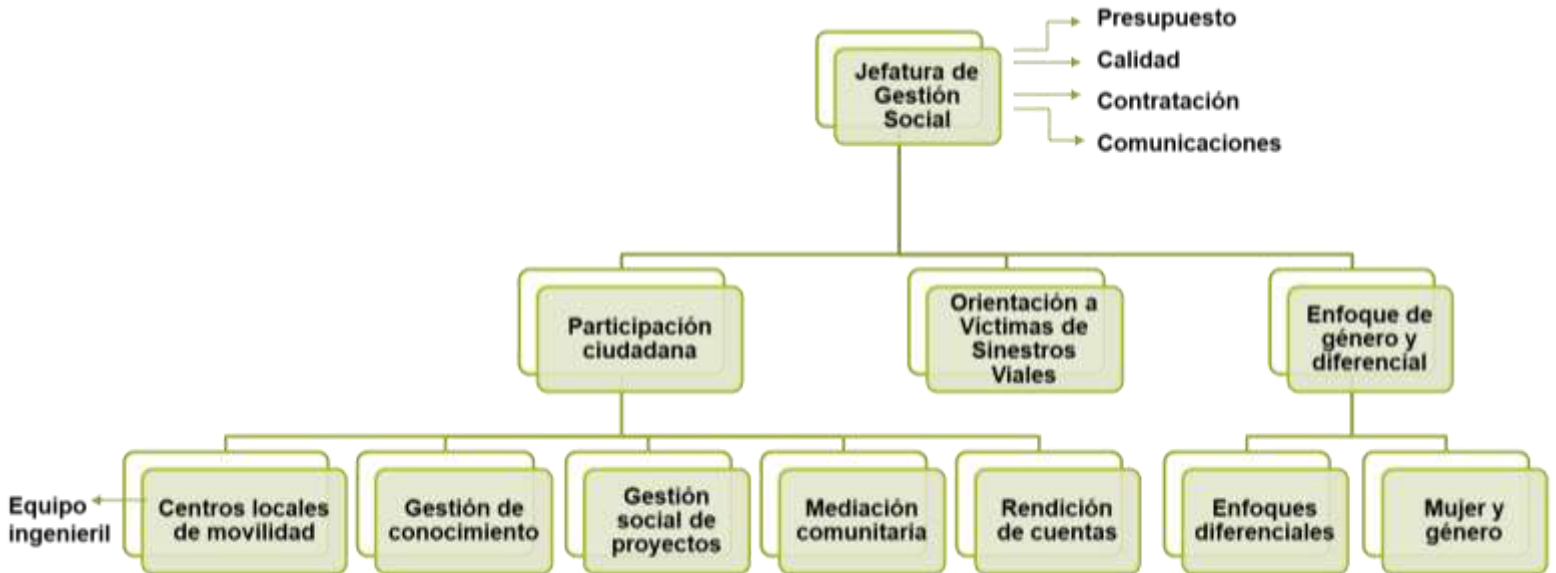 Jefatura de
Gestión
Social
Presupuesto
Calidad
Contratación
Comunicaciones
Participación
ciudadana
Orientación a
Víctimas de
Sinestros
Viales
Enfoque de
género y
diferencial
Equipo
ingenieril
Centros locales
de movilidad
Gestión de
conocimiento
Gestión
social de
proyectos
Mediación
comunitaria
Rendición
de cuentas
Enfoques
diferenciales
Mujer y
género